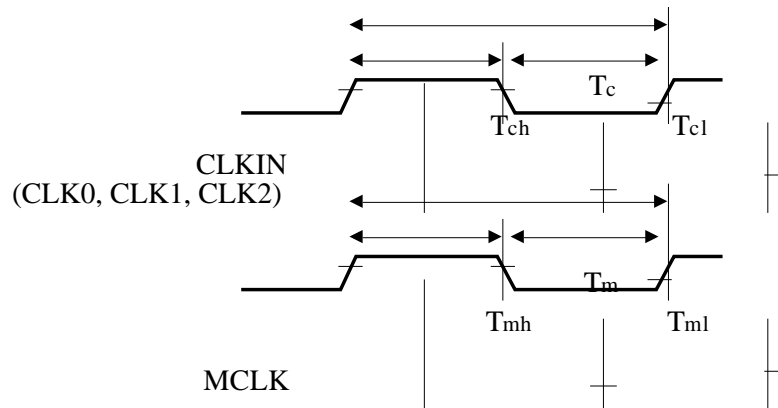 Tc
Tch
Tcl
CLKIN
(CLK0, CLK1, CLK2)
Tm
Tmh
Tml
MCLK